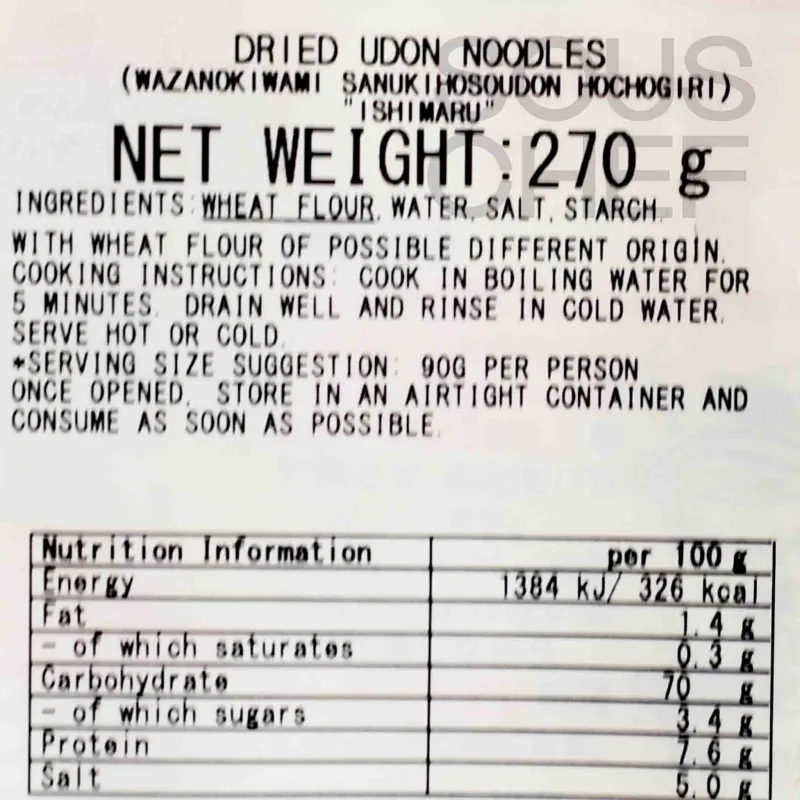 SOUS
CHEF
DRIED UDON NOODLES
(WAZANOKIWAMI SANUKIHOSOUDON HOCHOGIRI)
"ISHIMARU"
NET WEIGHT:270 g
INGREDIENTS:WHEAT FLOUR, WATER, SALT, STARCH.
WITH WHEAT FLOUR OF POSSIBLE DIFFERENT ORIGIN.
COOKING INSTRUCTIONS: COOK IN BOILING WATER FOR
5 MINUTES. DRAIN WELL AND RINSE IN COLD WATER.
SERVE HOT OR COLD.
*SERVING SIZE SUGGESTION: 90G PER PERSON
ONCE OPENED, STORE IN AN AIRTIGHT CONTAINER AND
CONSUME AS SOON AS POSSIBLE.
Nutrition Information per 100 g
Energy 1384 kJ/ 326 kcal
Fat 1.4 g
- of which saturates 0.3 g
Carbohydrate 70 g
- of which sugars 3.4 g
Protein 7.6 g
Salt 5.0 g